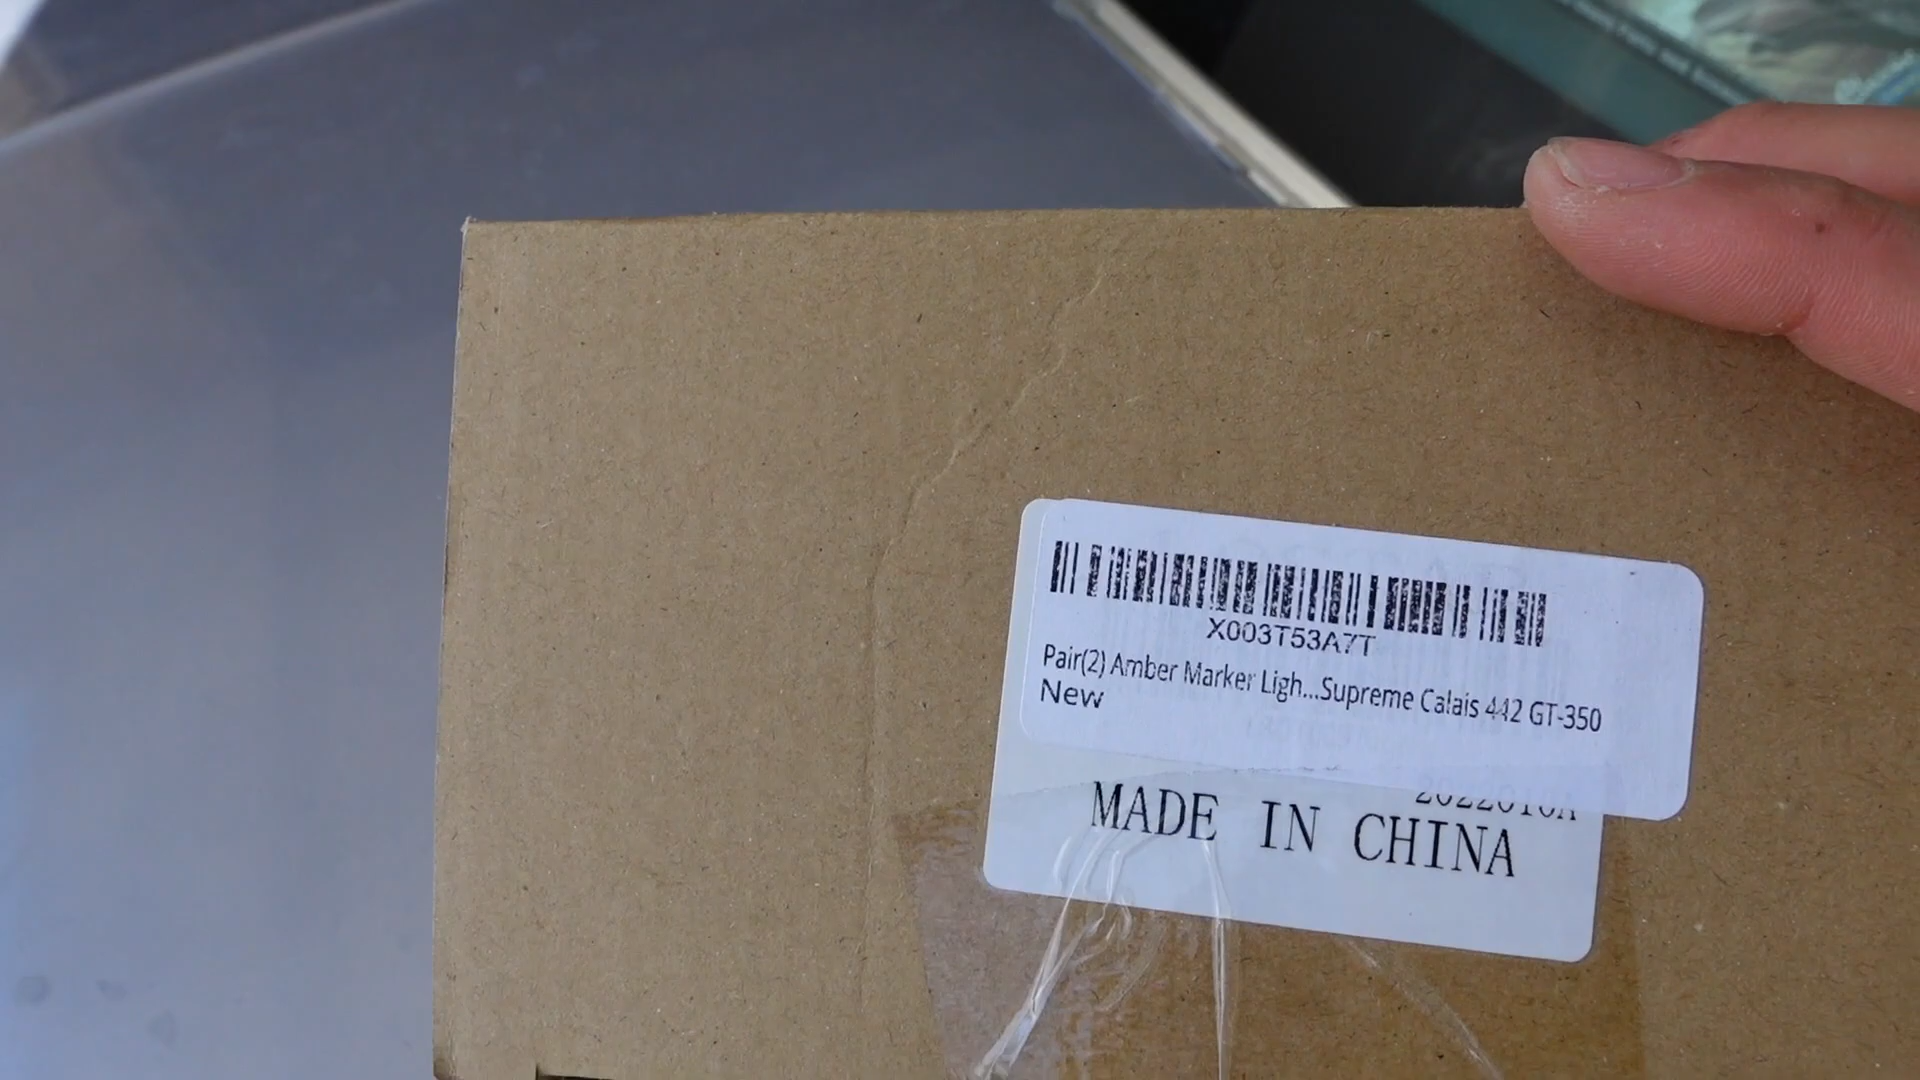 X003T53A7T
Pair(2) Amber Marker Ligh...Supreme Calais 442 GT-350
New
MADE IN CHINA